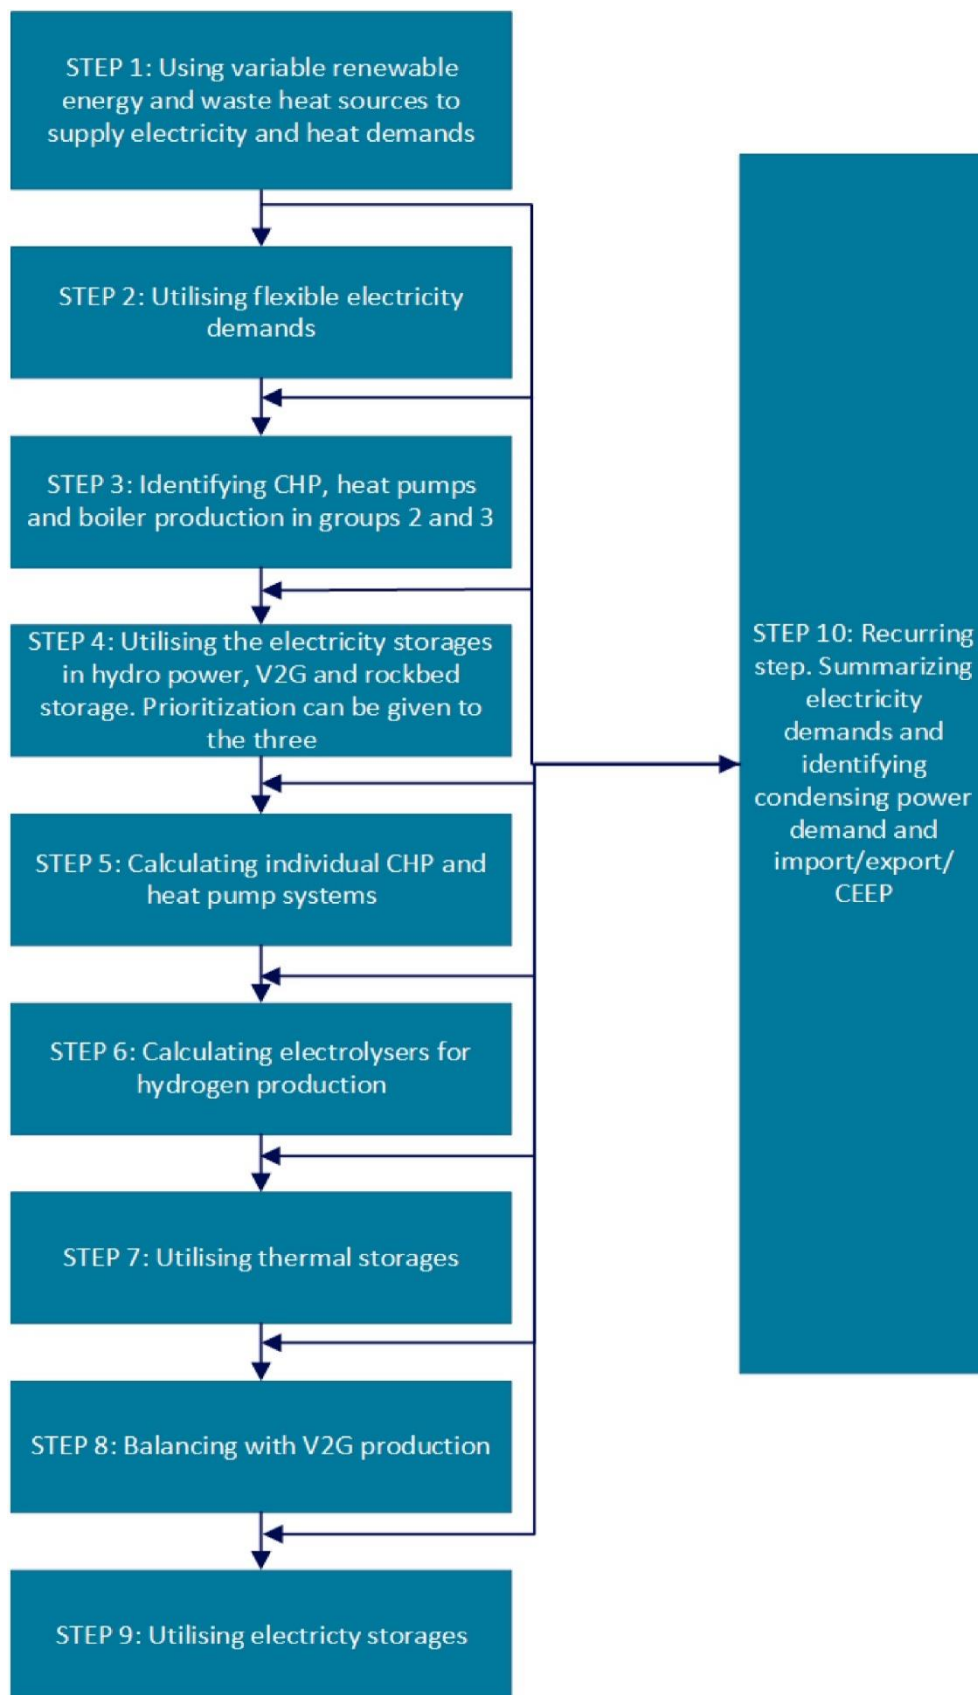 STEP 1: Using variable renewable
energy and waste heat sources to
supply electricity and heat demands
STEP 2: Utilising flexible electricity
demands
STEP 3: Identifying CHP, heat pumps
and boiler production in groups 2 and 3
STEP 4: Utilising the electricity storages
in hydro power, V2G and rockbed
storage. Prioritization can be given to
the three
STEP 5: Calculating individual CHP and
heat pump systems
STEP 6: Calculating electrolysers for
hydrogen production
STEP 7: Utilising thermal storages
STEP 8: Balancing with V2G production
STEP 9: Utilising electricty storages
STEP 10: Recurring
step. Summarizing
electricity
demands and
identifying
condensing power
demand and
import/export/
CEEP